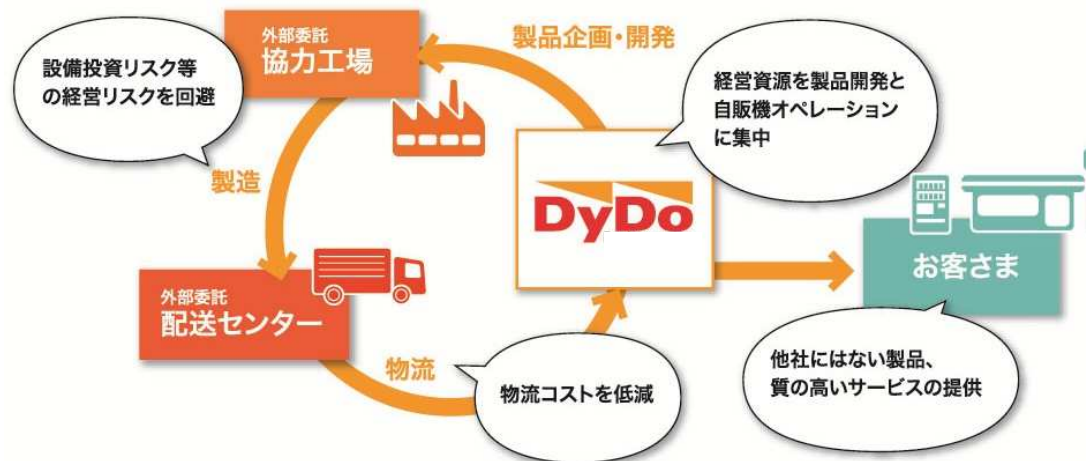 外部委託
協力工場
製品企画・開発
設備投資リスク等
の経営リスクを回避
経営資源を製品開発と
自販機オペレーション
に集中
製造
DyDo
お客さま
外部委託
配送センター
物流
物流コストを低減
他社にはない製品、
質の高いサービスの提供